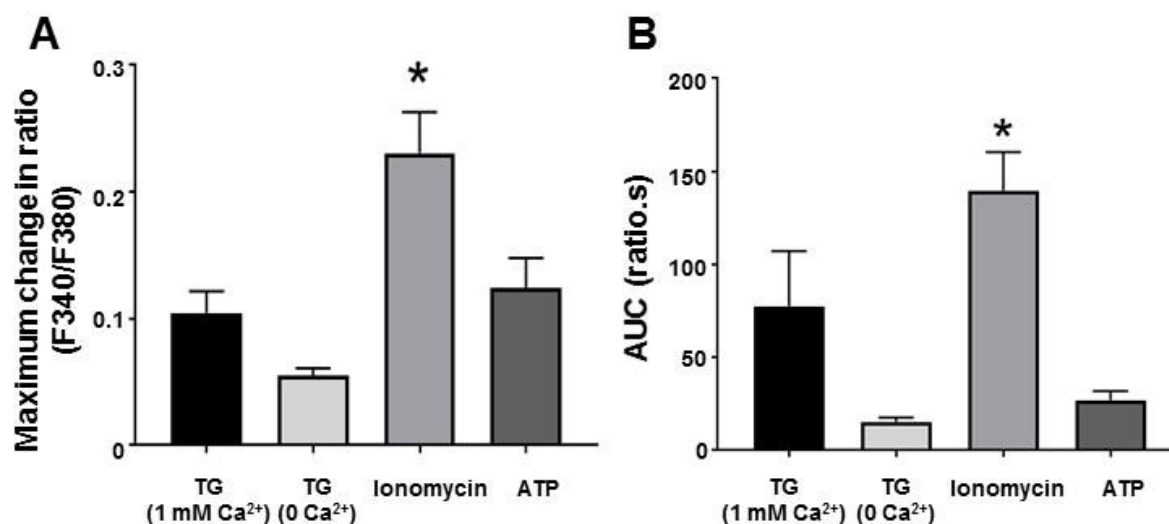 A
Maximum change in ratio
(F340/F380)
0.3
0.2
0.1
0
*
TG
(1 mM Ca²⁺)
TG
(0 Ca²⁺)
Ionomycin
ATP
B
AUC (ratio.s)
200
150
100
50
0
*
TG
(1 mM Ca²⁺)
TG
(0 Ca²⁺)
Ionomycin
ATP